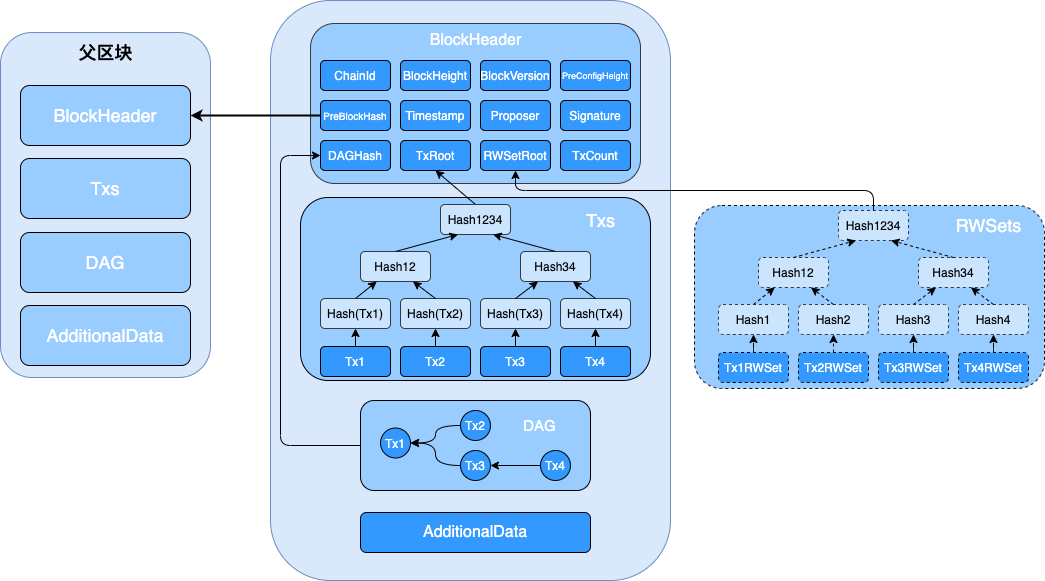 父区块
BlockHeader
Txs
DAG
AdditionalData
BlockHeader
ChainId
BlockHeight
BlockVersion
PreConfigHeight
PreBlockHash
Timestamp
Proposer
Signature
DAGHash
TxRoot
RWSetRoot
TxCount
Txs
Hash1234
Hash12
Hash34
Hash(Tx1)
Hash(Tx2)
Hash(Tx3)
Hash(Tx4)
Tx1
Tx2
Tx3
Tx4
DAG
Tx1
Tx2
Tx3
Tx4
AdditionalData
RWSets
Hash1234
Hash12
Hash34
Hash1
Hash2
Hash3
Hash4
Tx1RWSet
Tx2RWSet
Tx3RWSet
Tx4RWSet